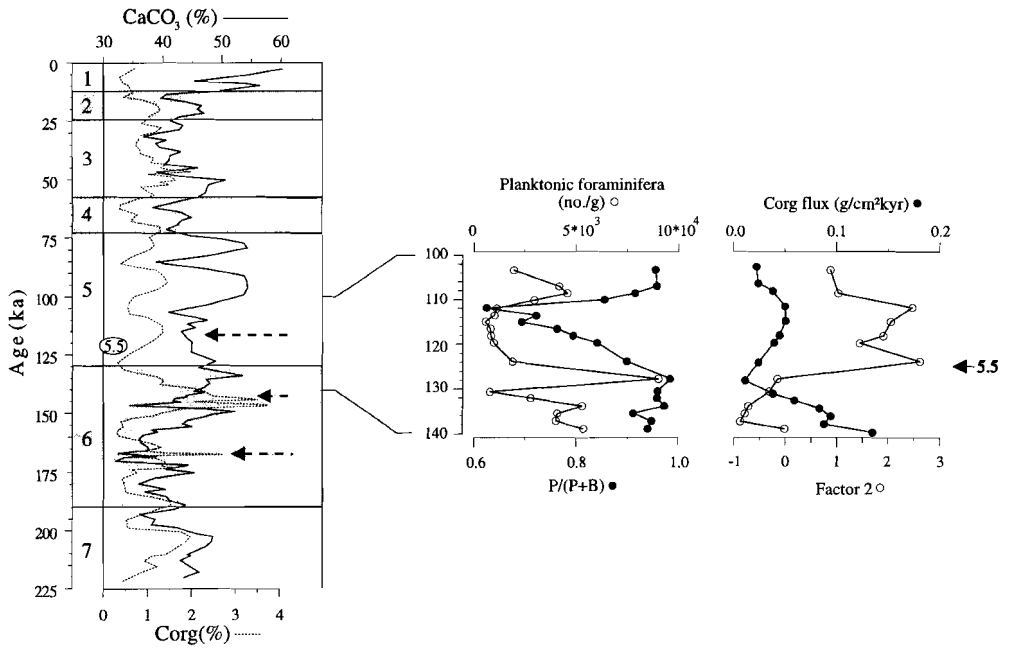 CaCO3 (%)
30 40 50 60
Age (ka)
0
25
50
75
100
125
150
175
200
225
1
2
3
4
5
5.5
6
7
0 1 2 3 4
Corg(%)
Planktonic foraminifera
(no./g)
0 5*10³ 9*10⁴
100
110
120
130
140
0.6 0.8 1.0
P/(P+B)
Corg flux (g/cm²kyr)
0.0 0.1 0.2
5.5
-1 0 1 2 3
Factor 2